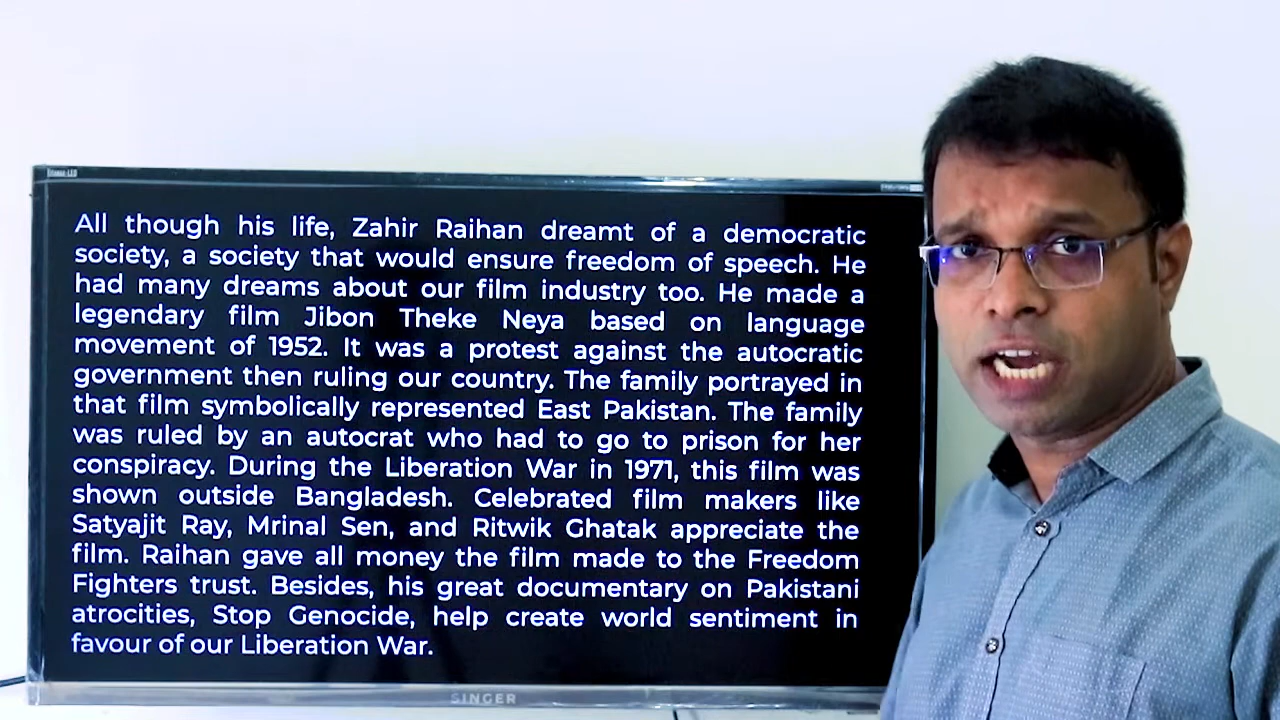 All though his life, Zahir Raihan dreamt of a democratic
society, a society that would ensure freedom of speech. He
had many dreams about our film industry too. He made a
legendary film Jibon Theke Neya based on language
movement of 1952. It was a protest against the autocratic
government then ruling our country. The family portrayed in
that film symbolically represented East Pakistan. The family
was ruled by an autocrat who had to go to prison for her
conspiracy. During the Liberation War in 1971, this film was
shown outside Bangladesh. Celebrated film makers like
Satyajit Ray, Mrinal Sen, and Ritwik Ghatak appreciate the
film. Raihan gave all money the film made to the Freedom
Fighters trust. Besides, his great documentary on Pakistani
atrocities, Stop Genocide, help create world sentiment in
favour of our Liberation War.
SINGER